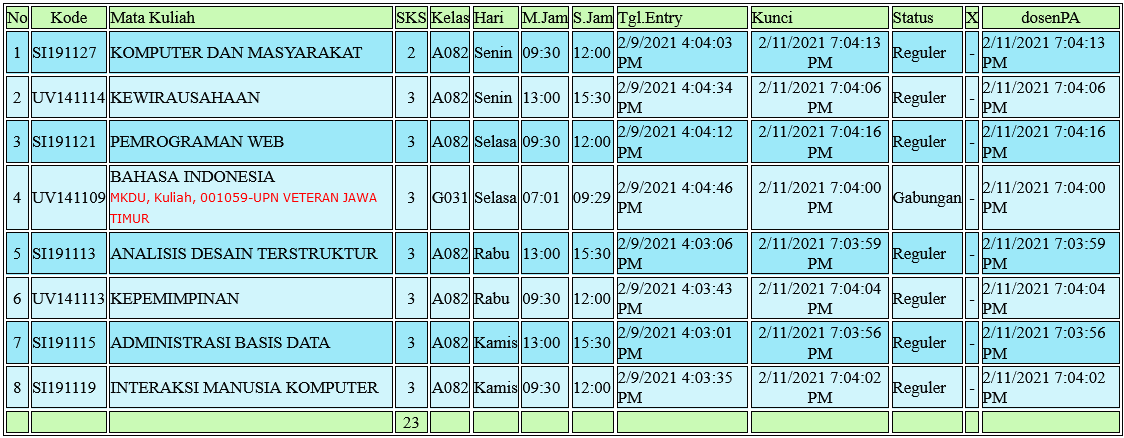 No Kode Mata Kuliah SKS Kelas Hari M.Jam S.Jam Tgl.Entry Kunci Status X dosenPA
1 SI191127 KOMPUTER DAN MASYARAKAT 2 A082 Senin 09:30 12:00 2/9/2021 4:04:03 PM 2/11/2021 7:04:13 PM Reguler - 2/11/2021 7:04:13 PM
2 UV141114 KEWIRAUSAHAAN 3 A082 Senin 13:00 15:30 2/9/2021 4:04:34 PM 2/11/2021 7:04:06 PM Reguler - 2/11/2021 7:04:06 PM
3 SI191121 PEMROGRAMAN WEB 3 A082 Selasa 09:30 12:00 2/9/2021 4:04:12 PM 2/11/2021 7:04:16 PM Reguler - 2/11/2021 7:04:16 PM
4 UV141109 BAHASA INDONESIA
MKDU, Kuliah, 001059-UPN VETERAN JAWA
TIMUR
3 G031 Selasa 07:01 09:29 2/9/2021 4:04:46 PM 2/11/2021 7:04:00 PM Gabungan - 2/11/2021 7:04:00 PM
5 SI191113 ANALISIS DESAIN TERSTRUKTUR 3 A082 Rabu 13:00 15:30 2/9/2021 4:03:06 PM 2/11/2021 7:03:59 PM Reguler - 2/11/2021 7:03:59 PM
6 UV141113 KEPEMIMPINAN 3 A082 Rabu 09:30 12:00 2/9/2021 4:03:43 PM 2/11/2021 7:04:04 PM Reguler - 2/11/2021 7:04:04 PM
7 SI191115 ADMINISTRASI BASIS DATA 3 A082 Kamis 13:00 15:30 2/9/2021 4:03:01 PM 2/11/2021 7:03:56 PM Reguler - 2/11/2021 7:03:56 PM
8 SI191119 INTERAKSI MANUSIA KOMPUTER 3 A082 Kamis 09:30 12:00 2/9/2021 4:03:35 PM 2/11/2021 7:04:02 PM Reguler - 2/11/2021 7:04:02 PM
23